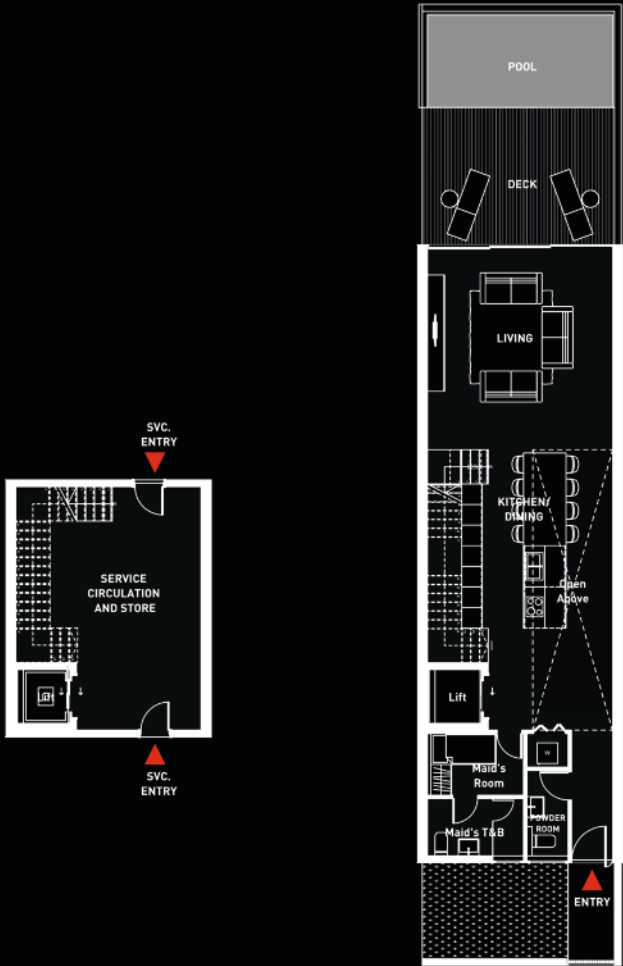 POOL
DECK
LIVING
SVC.
ENTRY
KITCHEN/
DINING
SERVICE
CIRCULATION
AND STORE
Open
Above
Lift
Lift
W
Maid's
Room
SVC.
ENTRY
POWDER
ROOM
Maid's T&B
ENTRY